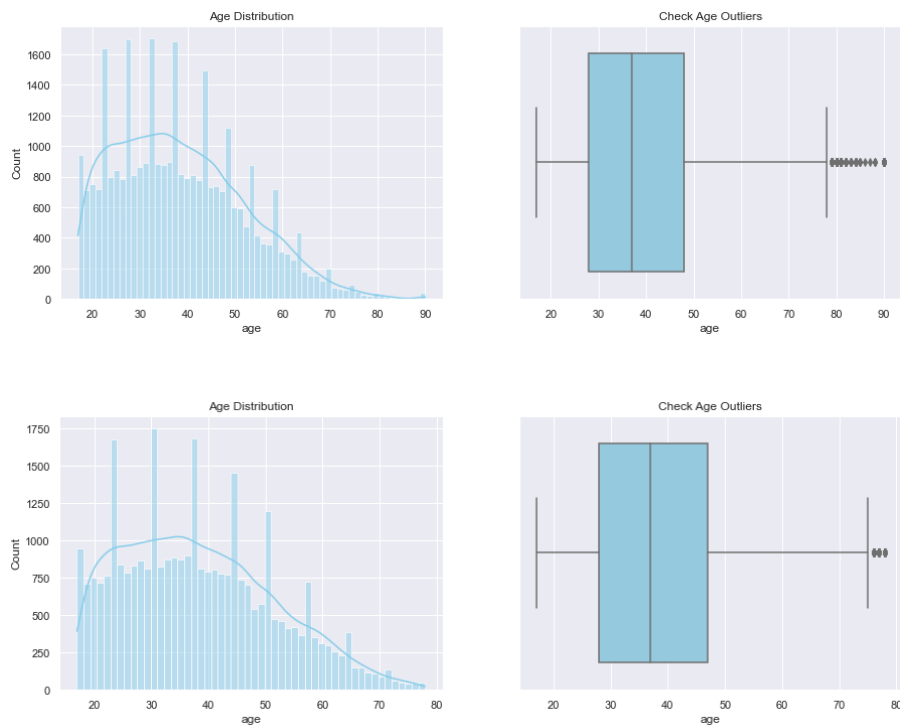 Age Distribution
Check Age Outliers
1600
1400
1200
1000
800
600
400
200
0
Count
20 30 40 50 60 70 80 90
age
20 30 40 50 60 70 80 90
age
Age Distribution
Check Age Outliers
1750
1500
1250
1000
750
500
250
0
Count
20 30 40 50 60 70 80
age
20 30 40 50 60 70 80
age